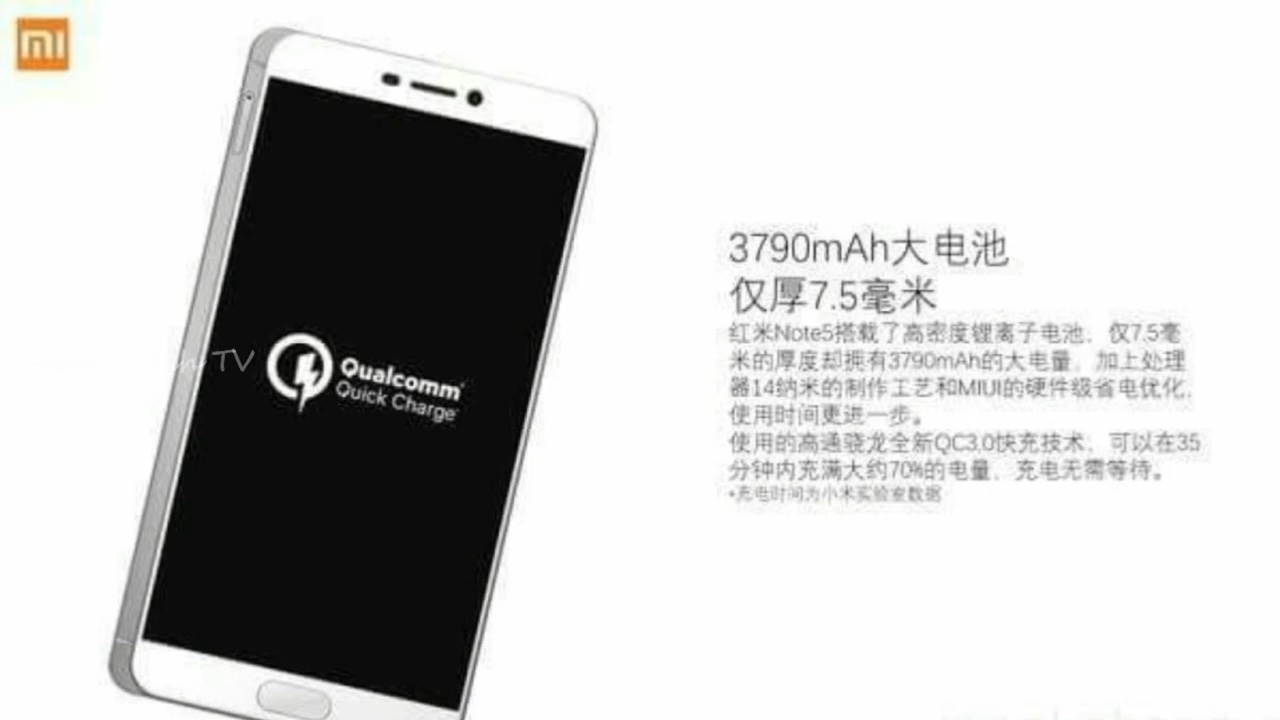 mi
3790mAh大电池
仅厚7.5毫米
红米Note5搭载了高密度锂离子电池，仅7.5毫
米的厚度却拥有3790mAh的大电量，加上处理
器14纳米的制作工艺和MIUI的硬件级省电优化，
使用时间更进一步。
使用的高通骁龙全新QC3.0快充技术，可以在35
分钟内充满大约70%的电量，充电无需等待。
*充电时间为小米实验室数据
TV
Qualcomm
Quick Charge